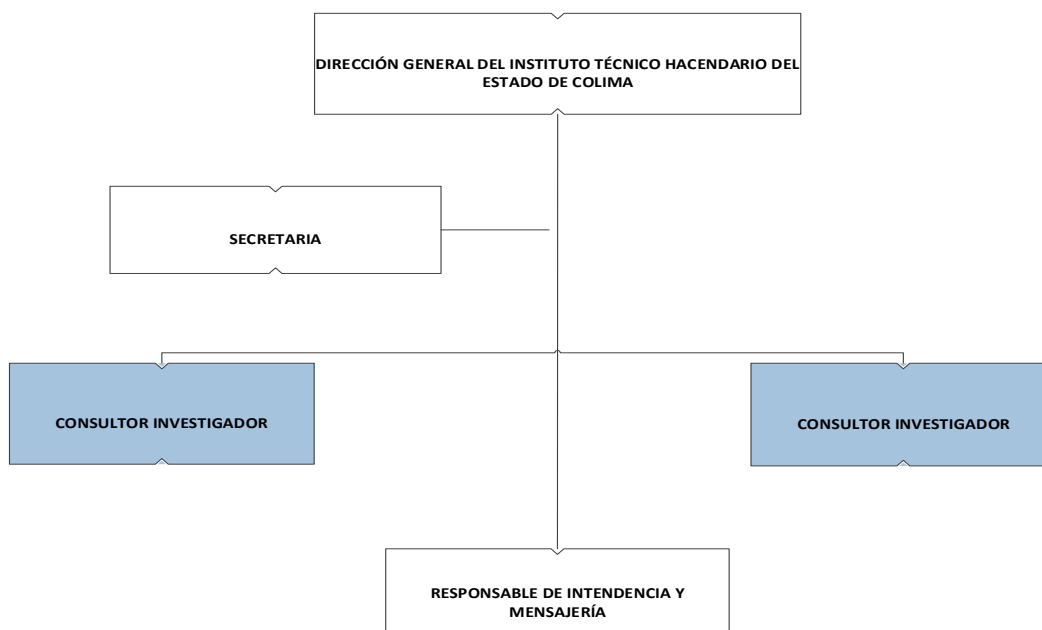 DIRECCIÓN GENERAL DEL INSTITUTO TÉCNICO HACENDARIO DEL
ESTADO DE COLIMA
SECRETARIA
CONSULTOR INVESTIGADOR
CONSULTOR INVESTIGADOR
RESPONSABLE DE INTENDENCIA Y
MENSAJERÍA